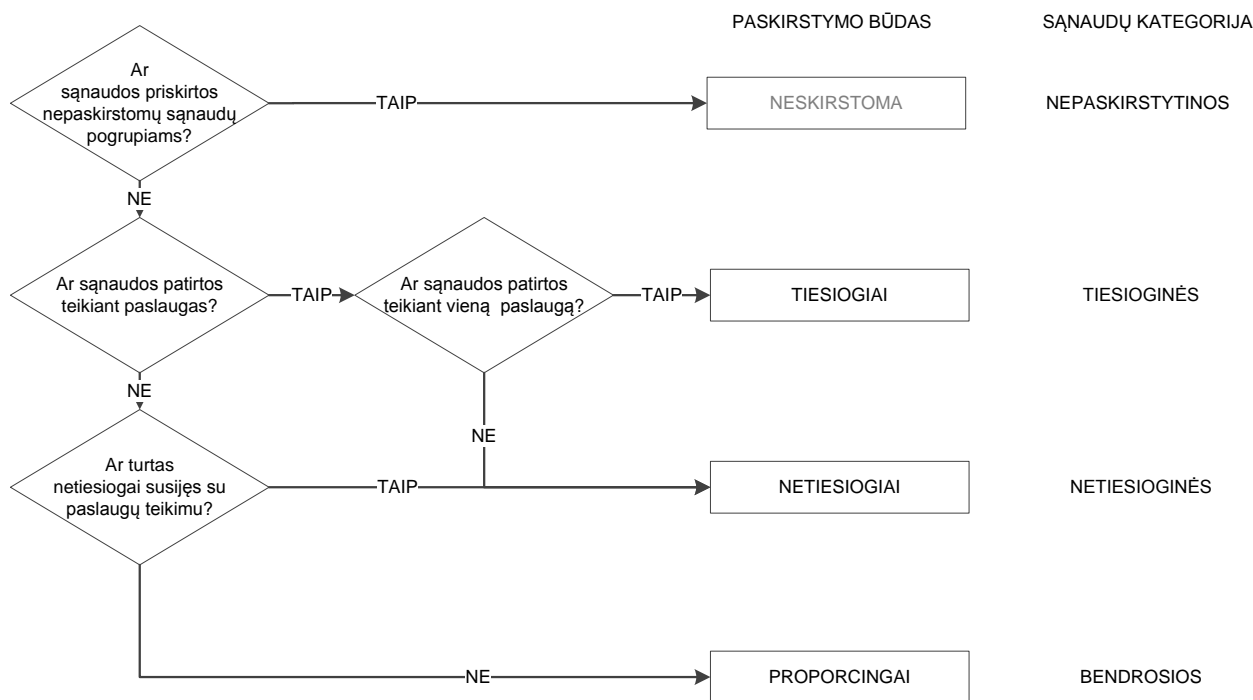 PASKIRSTYMO BŪDAS
SĄNAUDŲ KATEGORIJA
Ar
sąnaudos priskirtos
nepaskirstomų sąnaudų
pogrupiams?
TAIP
NESKIRSTOMA
NEPASKIRSTYTINOS
NE
Ar sąnaudos patirtos
teikiant paslaugas?
TAIP
Ar sąnaudos patirtos
teikiant vieną paslaugą?
TAIP
TIESIOGIAI
TIESIOGINĖS
NE
NE
Ar turtas
netiesiogai susijęs su
paslaugų teikimu?
TAIP
NETIESIOGIAI
NETIESIOGINĖS
NE
PROPORCINGAI
BENDROSIOS